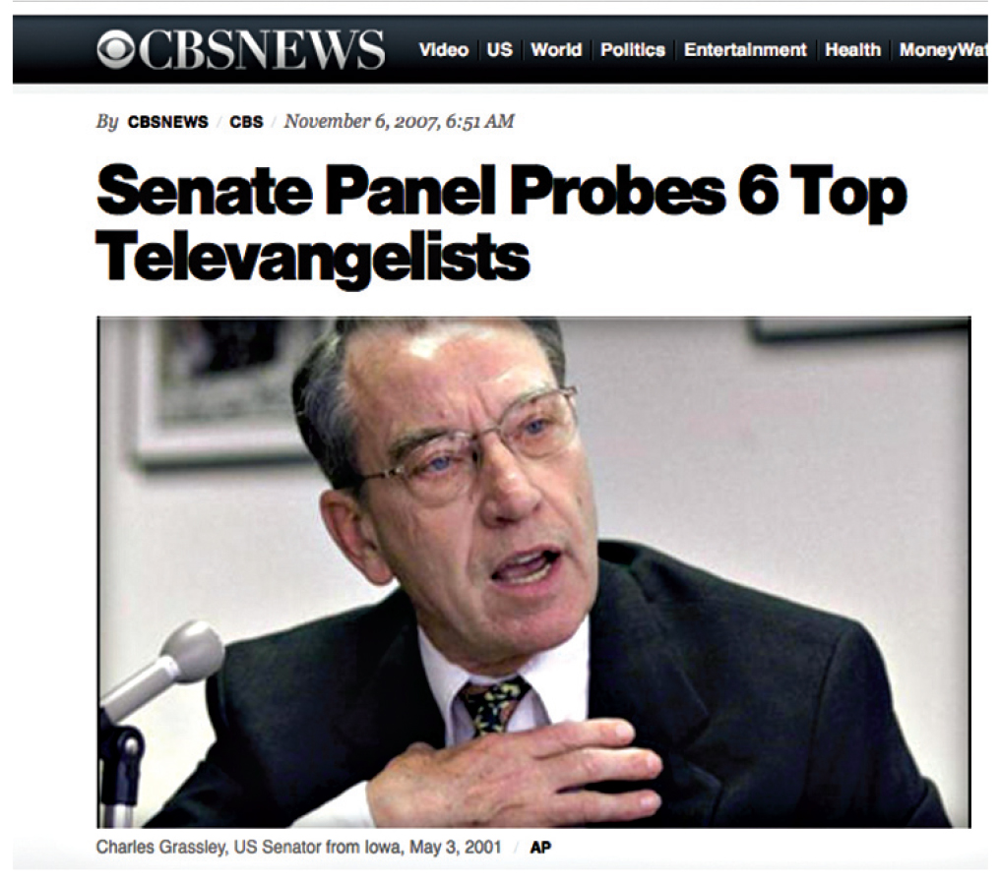 CBSNEWS Video US World Politics Entertainment Health
By CBSNEWS / CBS / November 6, 2007, 6:51 AM
Senate Panel Probes 6 Top
Televangelists
Charles Grassley, US Senator from Iowa, May 3, 2001 / AP